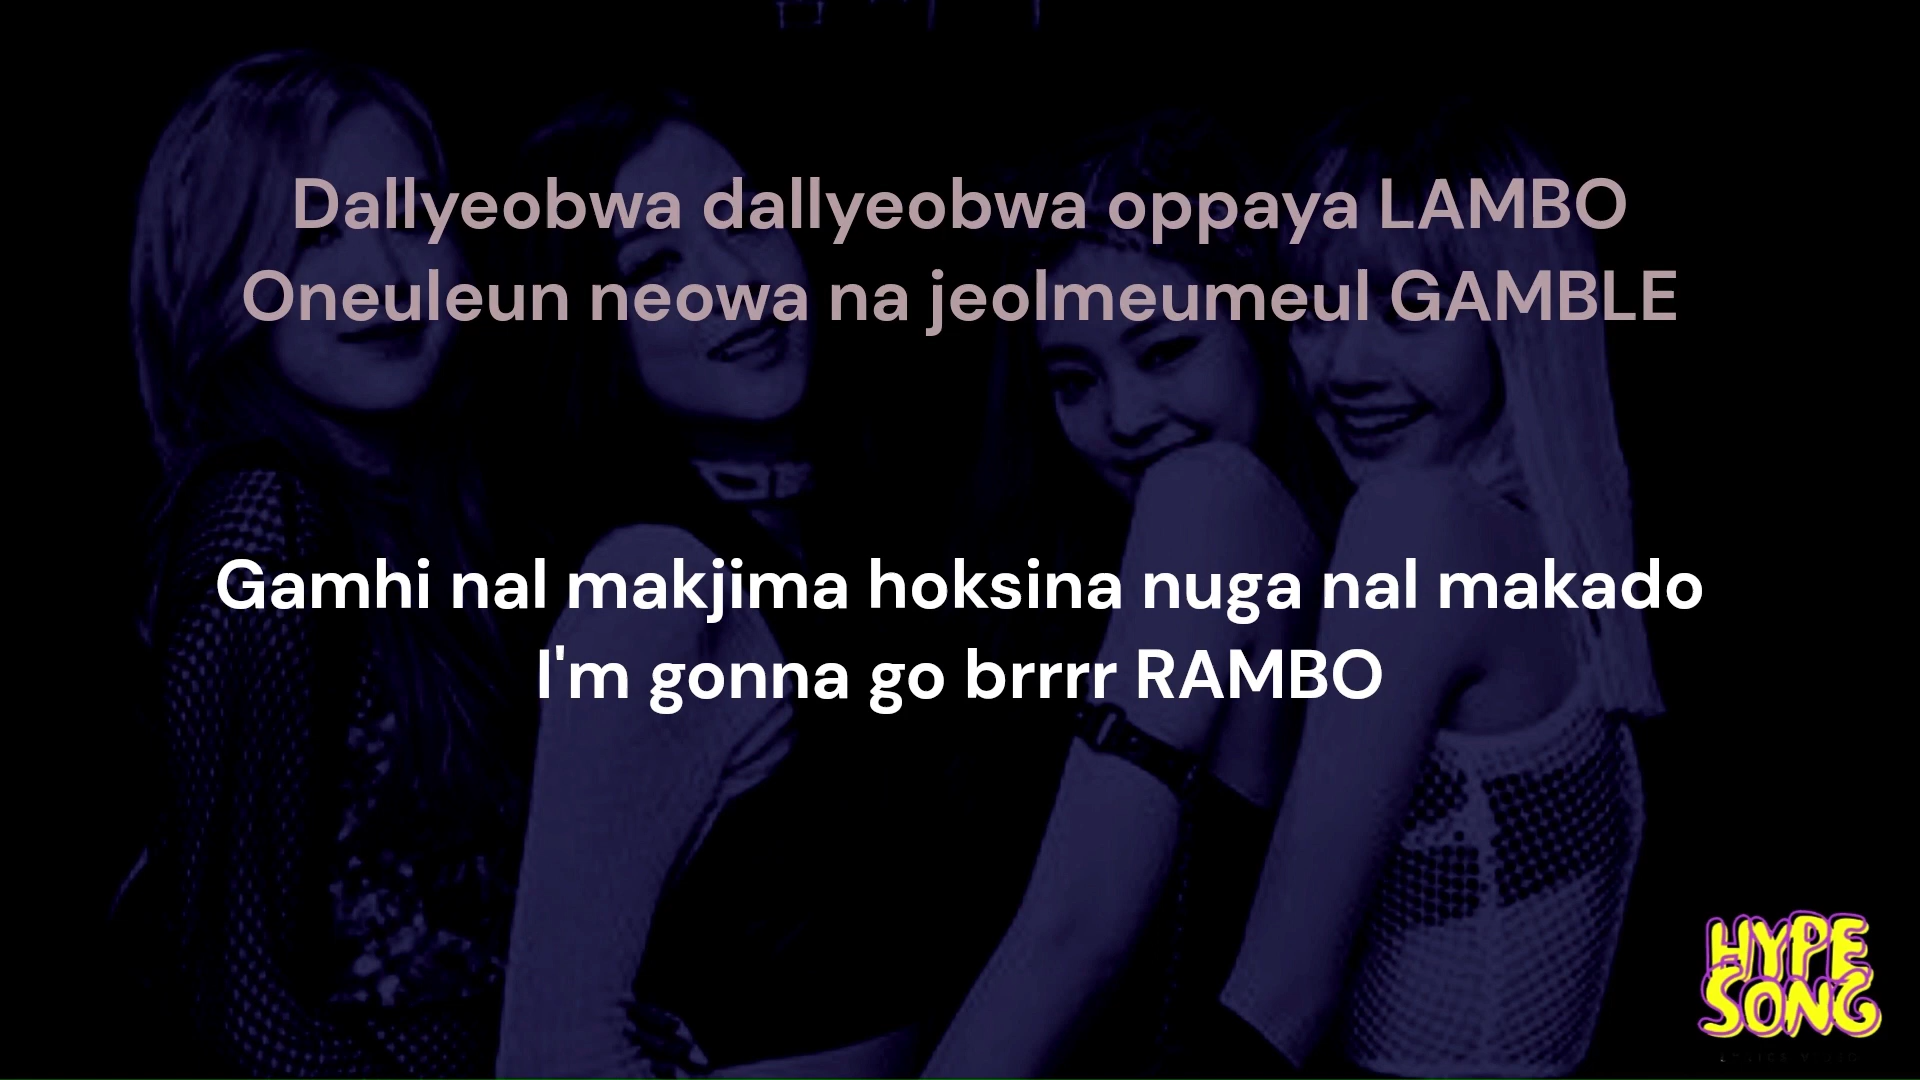 Dallyeobwa dallyeobwa oppaya LAMBO
Oneuleun neowa na jeolmeumeul GAMBLE
Gamhi nal makjima hoksina nuga nal makado
I'm gonna go brrrr RAMBO
HYPE
SONG